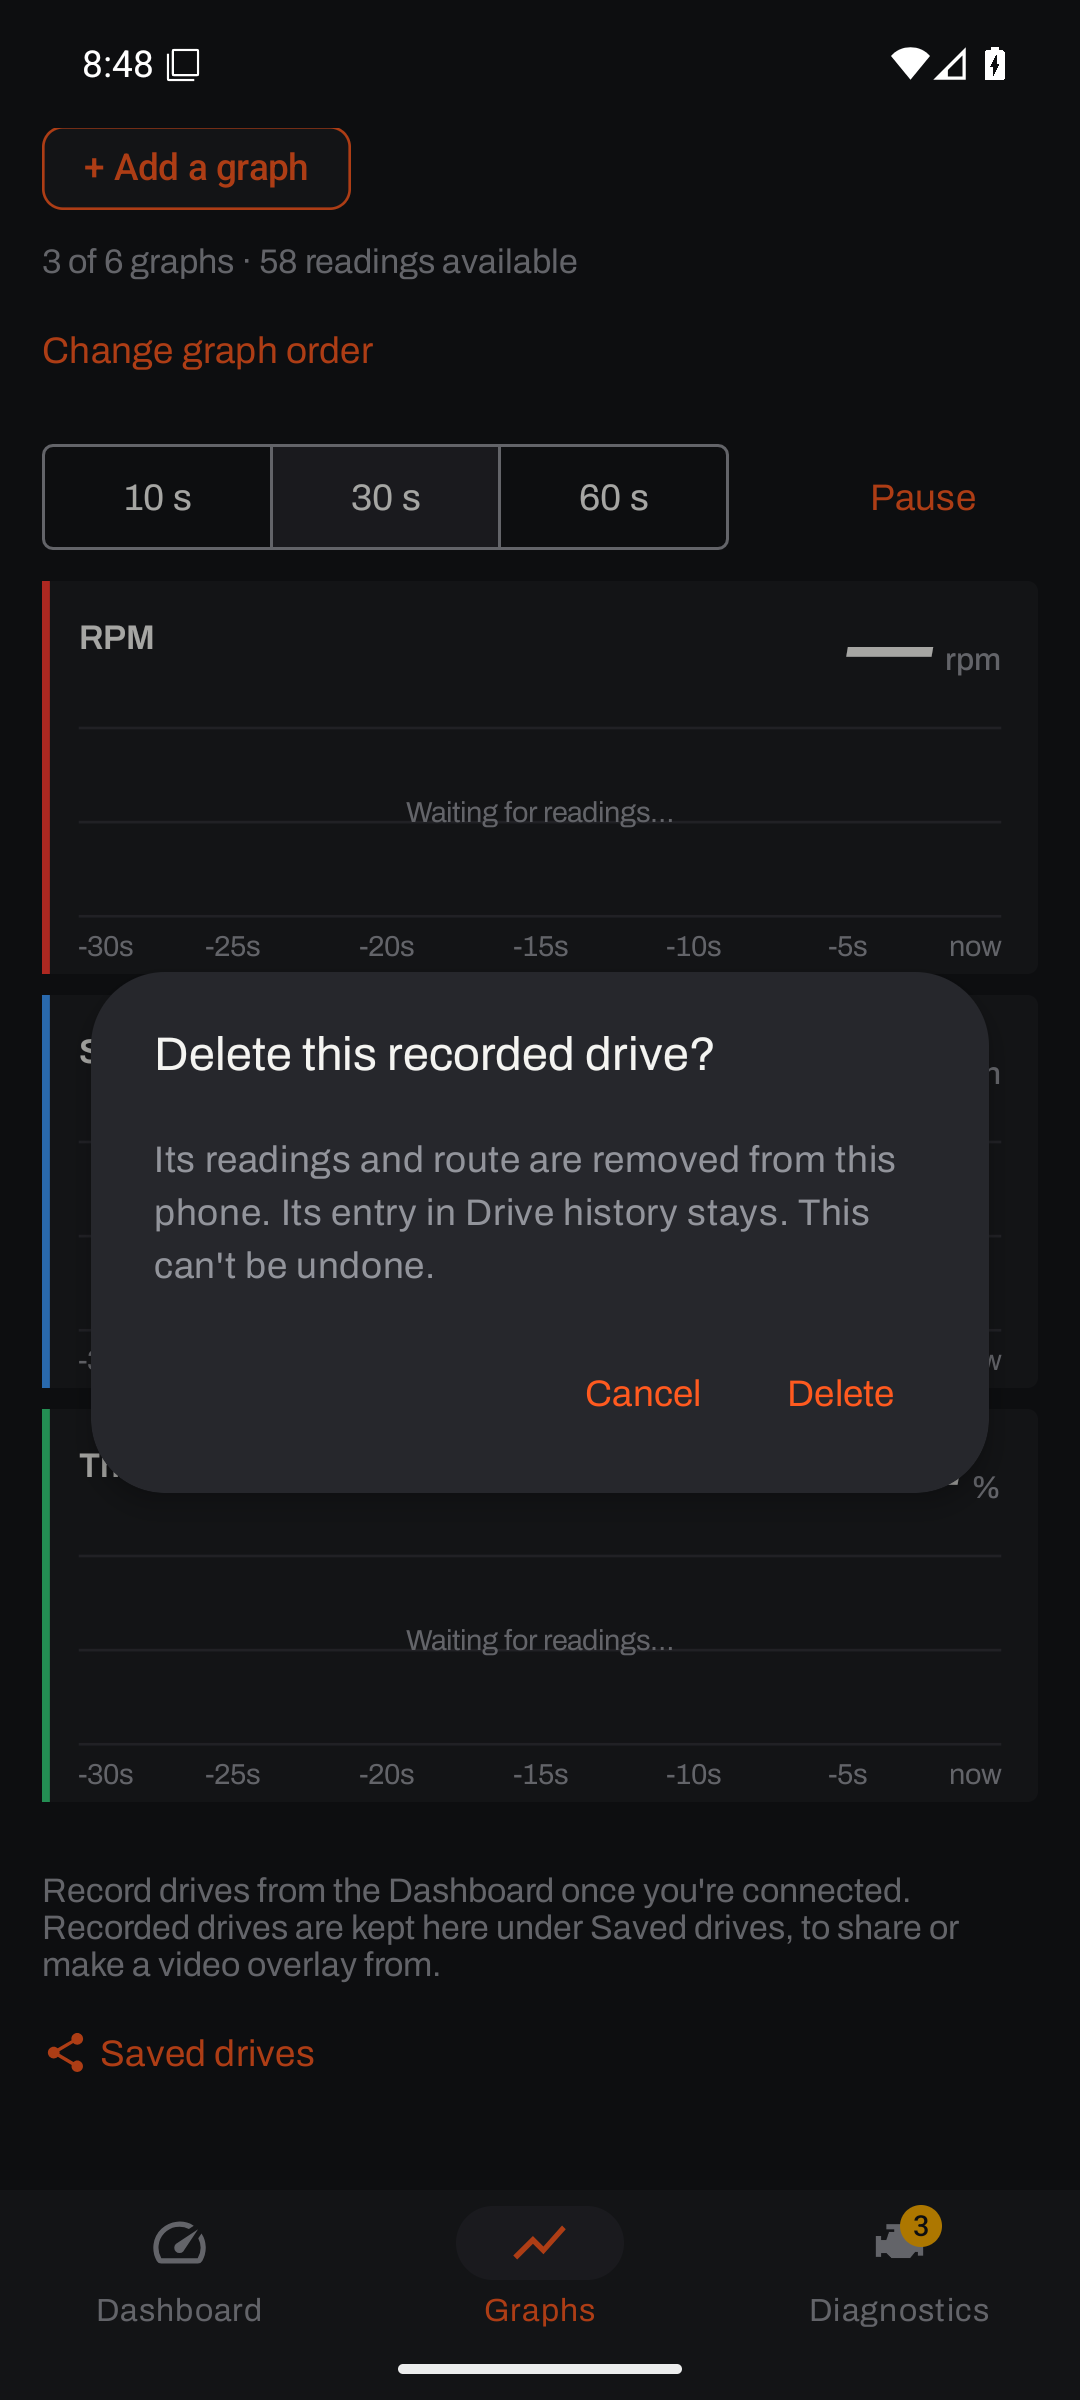 8:48
+ Add a graph
3 of 6 graphs · 58 readings available
Change graph order
10 s
30 s
60 s
Pause
RPM
rpm
Waiting for readings...
-30s
-25s
-20s
-15s
-10s
-5s
now
Delete this recorded drive?
Its readings and route are removed from this
phone. Its entry in Drive history stays. This
can't be undone.
Cancel
Delete
%
Waiting for readings...
-30s
-25s
-20s
-15s
-10s
-5s
now
Record drives from the Dashboard once you're connected.
Recorded drives are kept here under Saved drives, to share or
make a video overlay from.
Saved drives
3
Dashboard
Graphs
Diagnostics